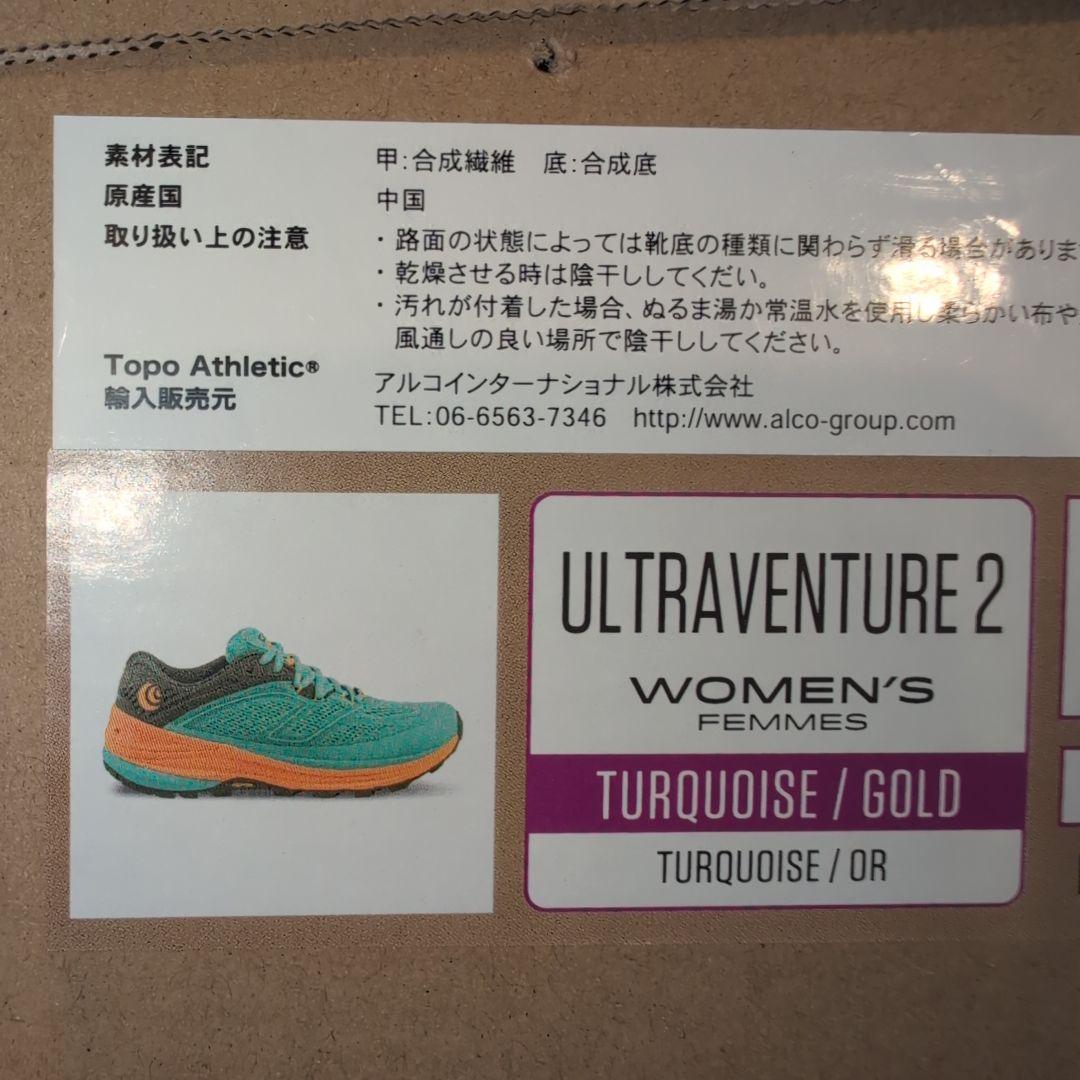 素材表記 甲:合成繊維 底:合成底
原産国 中国
取り扱い上の注意 ・路面の状態によっては靴底の種類に関わらず滑る場合がありま
・乾燥させる時は陰干ししてくだい。
・汚れが付着した場合、ぬるま湯か常温水を使用し柔らかい布や
風通しの良い場所で陰干ししてください。
Topo Athletic®
輸入販売元
アルコインターナショナル株式会社
TEL:06-6563-7346 http://www.alco-group.com
ULTRAVENTURE 2
WOMEN'S
FEMMES
TURQUOISE / GOLD
TURQUOISE / OR